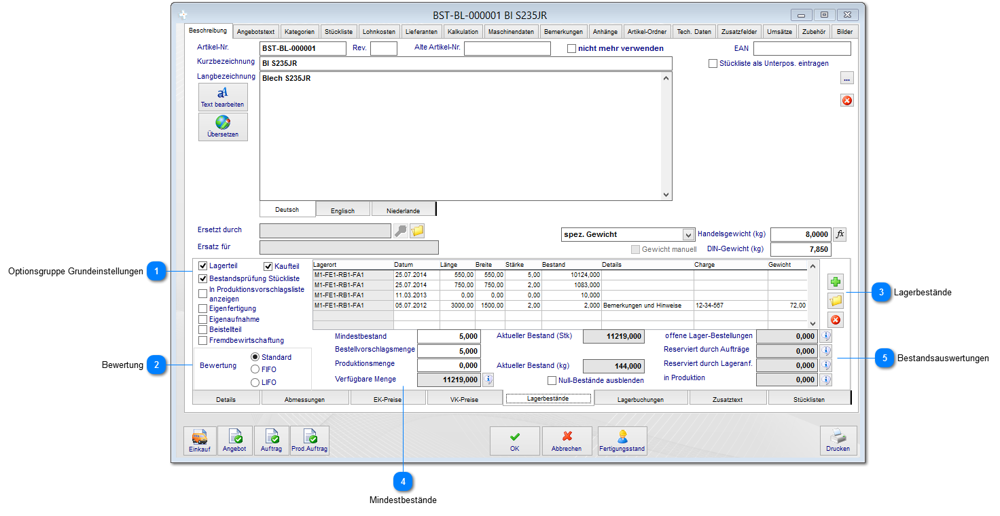 BST-BL-000001 BI S235JR
Beschreibung Angebotstext Kategorien Stückliste Lohnkosten Lieferanten Kalkulation Maschinendaten Bemerkungen Anhänge Artikel-Ordner Tech. Daten Zusatzfelder Umsätze Zubehör Bilder
Artikel-Nr. BST-BL-000001 Rev. Alte Artikel-Nr. nicht mehr verwenden EAN
Kurzbezeichnung BI S235JR Stückliste als Unterpos. eintragen
Langbezeichnung Blech S235JR ...
Text bearbeiten
Übersetzen
Deutsch Englisch Niederlande
Ersetzt durch spez. Gewicht Handelsgewicht (kg) 8,0000 fx
Ersatz für Gewicht manuell DIN-Gewicht (kg) 7,850
Optionsgruppe Grundeinstellungen 1
Lagerteil Kaufteil
Bestandsprüfung Stückliste
In Produktionsvorschlagsliste
anzeigen
Eigenfertigung
Eigenaufnahme
Beistellteil
Fremdbewirtschaftung
Lagerort Datum Länge Breite Stärke Bestand Details Charge Gewicht
M1-FE1-RB1-FA1 25.07.2014 550,00 550,00 5,00 10124,000
M1-FE1-RB1-FA1 25.07.2014 750,00 750,00 2,00 1083,000
M1-FE1-RB1-FA1 11.03.2013 0,00 0,00 0,00 10,000
M1-FE1-RB1-FA1 05.07.2012 3000,00 1500,00 2,00 2,000 Bemerkungen und Hinweise 12-34-567 72,00
3 Lagerbestände
Bewertung 2
Bewertung Standard
FIFO
LIFO
Mindestbestand 5,000 Aktueller Bestand (Stk) 11219,000 offene Lager-Bestellungen 0,000
Bestellvorschlagsmenge 5,000 Reserviert durch Aufträge 0,000
Produktionsmenge 0,000 Aktueller Bestand (kg) 144,000 Reserviert durch Lageranf. 0,000
Verfügbare Menge 11219,000 Null-Bestände ausblenden in Produktion 0,000
5 Bestandsauswertungen
Details Abmessungen EK-Preise VK-Preise Lagerbestände Lagerbuchungen Zusatztext Stücklisten
Einkauf Angebot Auftrag Prod.Auftrag OK Abbrechen Fertigungsstand Drucken
4
Mindestbestände